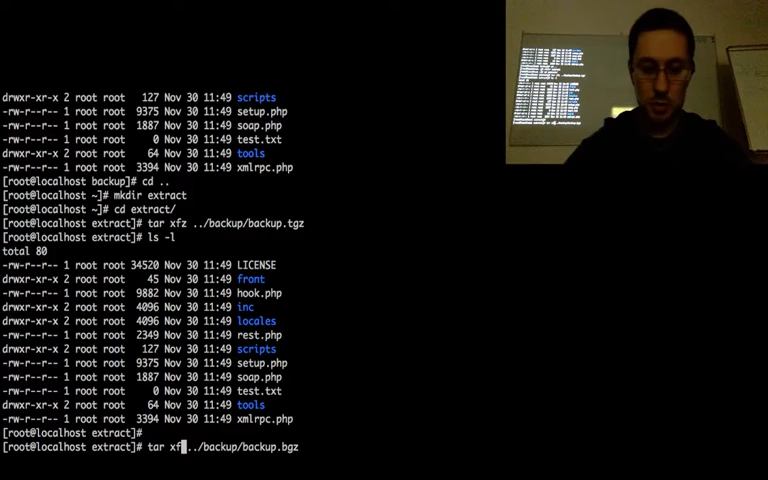 drwxr-xr-x 2 root root   127 Nov 30 11:49 scripts
-rw-r--r-- 1 root root  9375 Nov 30 11:49 setup.php
-rw-r--r-- 1 root root  1887 Nov 30 11:49 soap.php
-rw-r--r-- 1 root root     0 Nov 30 11:49 test.txt
drwxr-xr-x 2 root root    64 Nov 30 11:49 tools
-rw-r--r-- 1 root root  3394 Nov 30 11:49 xmlrpc.php
[root@localhost backup]# cd ..
[root@localhost ~]# mkdir extract
[root@localhost ~]# cd extract/
[root@localhost extract]# tar xfz ../backup/backup.tgz
[root@localhost extract]# ls -l
total 80
-rw-r--r-- 1 root root 34520 Nov 30 11:49 LICENSE
drwxr-xr-x 2 root root    45 Nov 30 11:49 front
-rw-r--r-- 1 root root  9882 Nov 30 11:49 hook.php
drwxr-xr-x 2 root root  4096 Nov 30 11:49 inc
drwxr-xr-x 2 root root  4096 Nov 30 11:49 locales
-rw-r--r-- 1 root root  2349 Nov 30 11:49 rest.php
drwxr-xr-x 2 root root   127 Nov 30 11:49 scripts
-rw-r--r-- 1 root root  9375 Nov 30 11:49 setup.php
-rw-r--r-- 1 root root  1887 Nov 30 11:49 soap.php
-rw-r--r-- 1 root root     0 Nov 30 11:49 test.txt
drwxr-xr-x 2 root root    64 Nov 30 11:49 tools
-rw-r--r-- 1 root root  3394 Nov 30 11:49 xmlrpc.php
[root@localhost extract]#
[root@localhost extract]# tar xf ../backup/backup.bgz